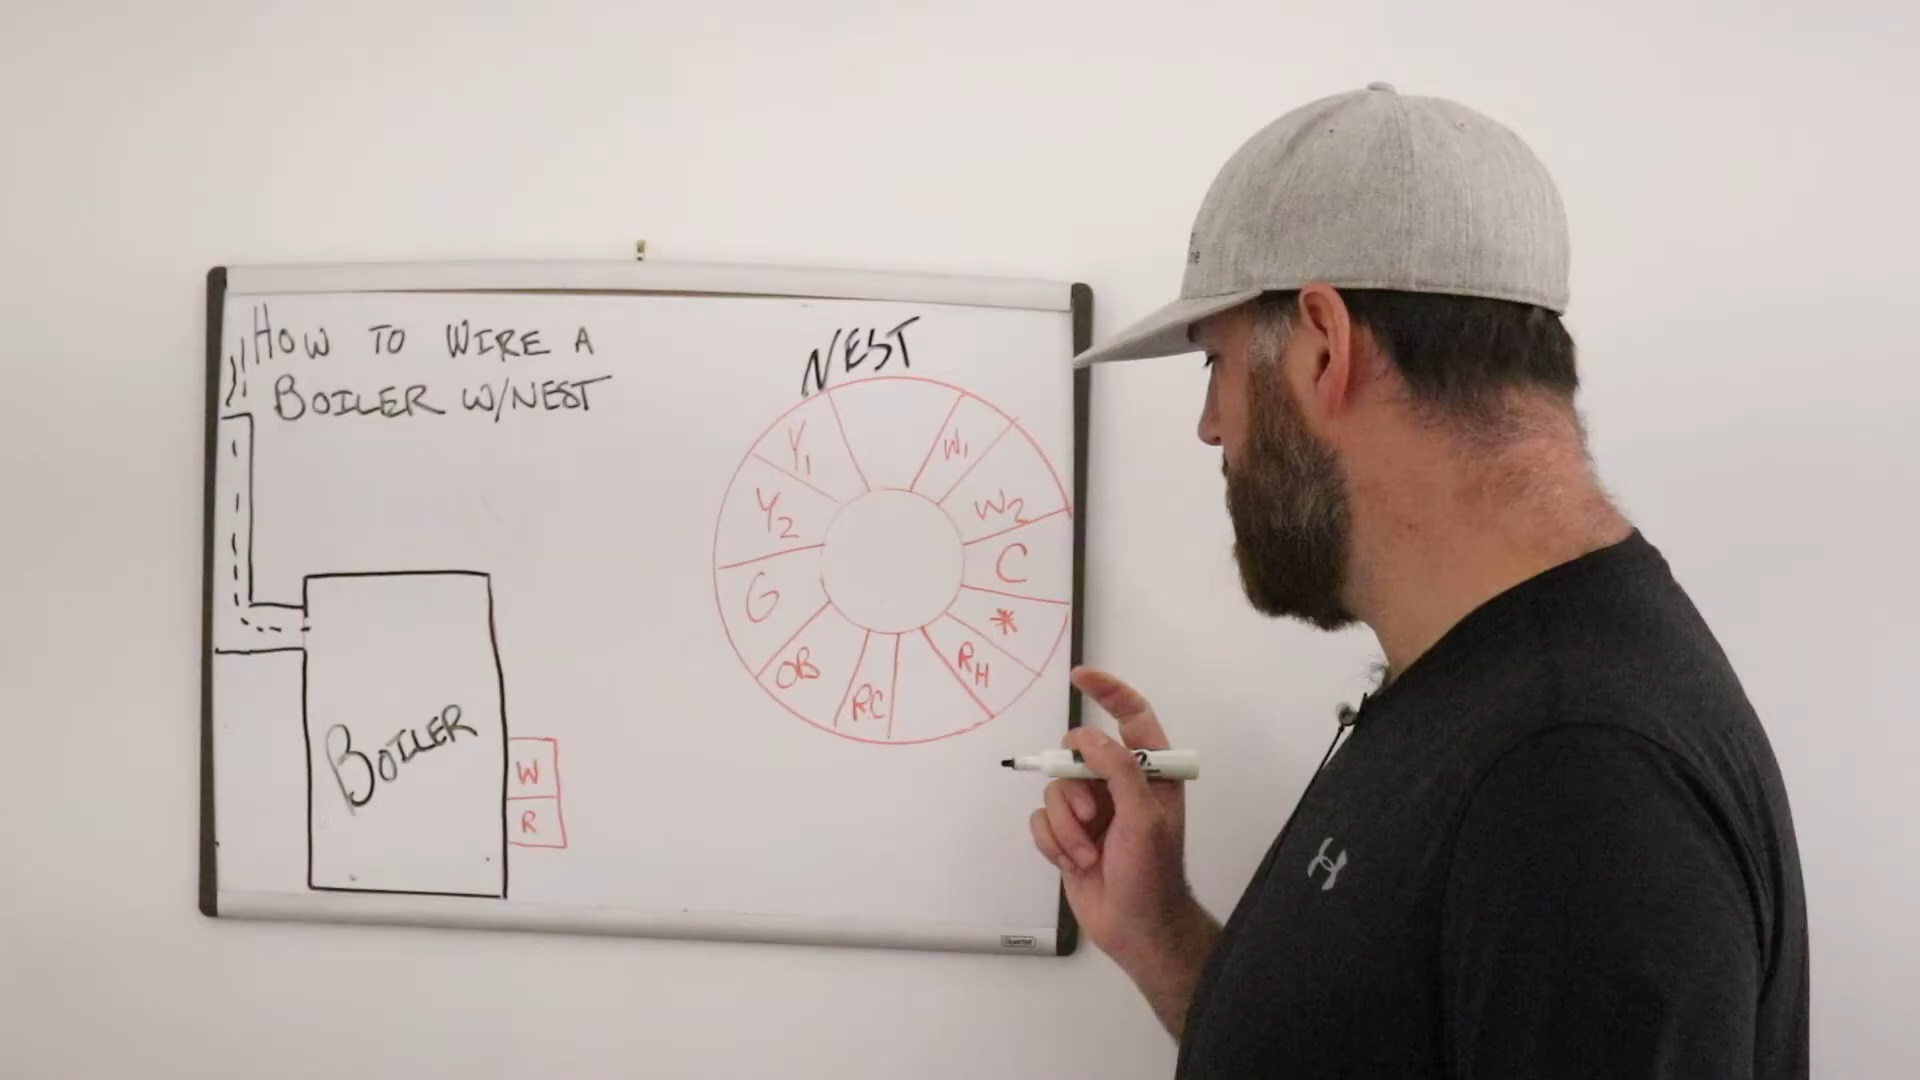 HOW TO WIRE A
BOILER W/NEST
NEST
Y1
W1
Y2
W2
C
G
*
OB
RC
RH
BOILER
W
R